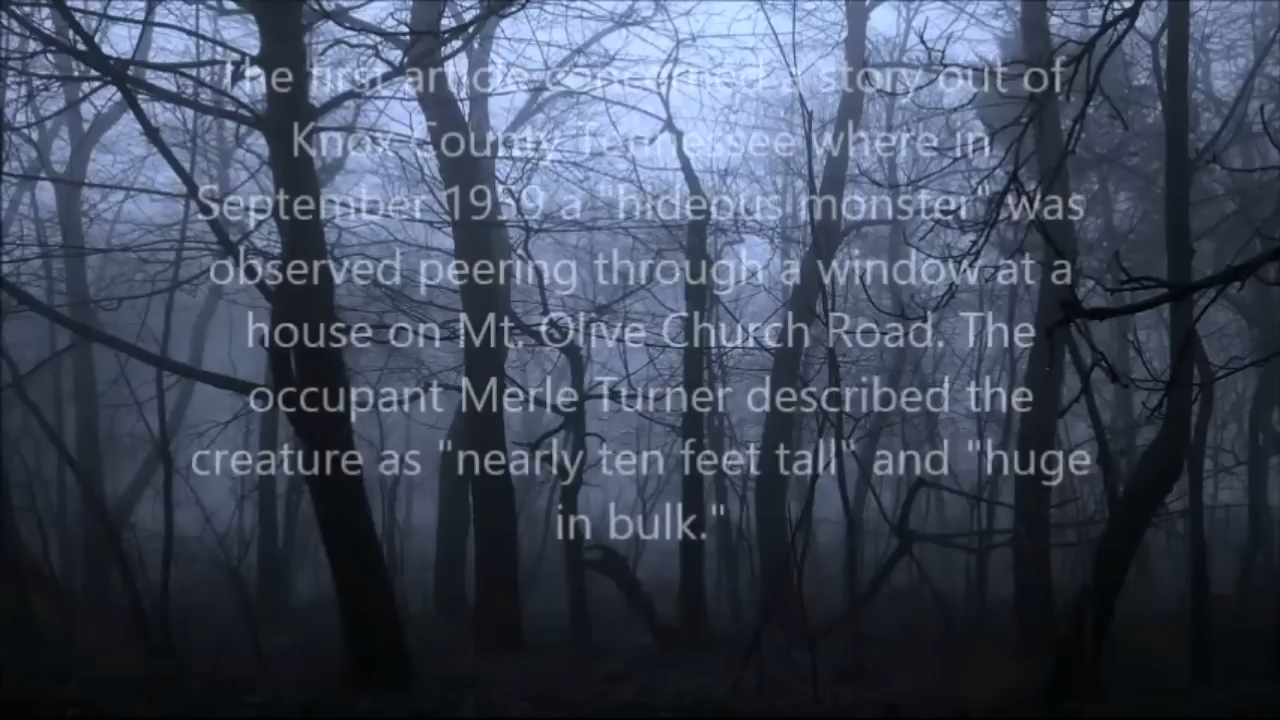 The first article concerned a story out of
Knox County Tennessee where in
September 1959 a "hideous monster" was
observed peering through a window at a
house on Mt. Olive Church Road. The
occupant Merle Turner described the
creature as "nearly ten feet tall" and "huge
in bulk."